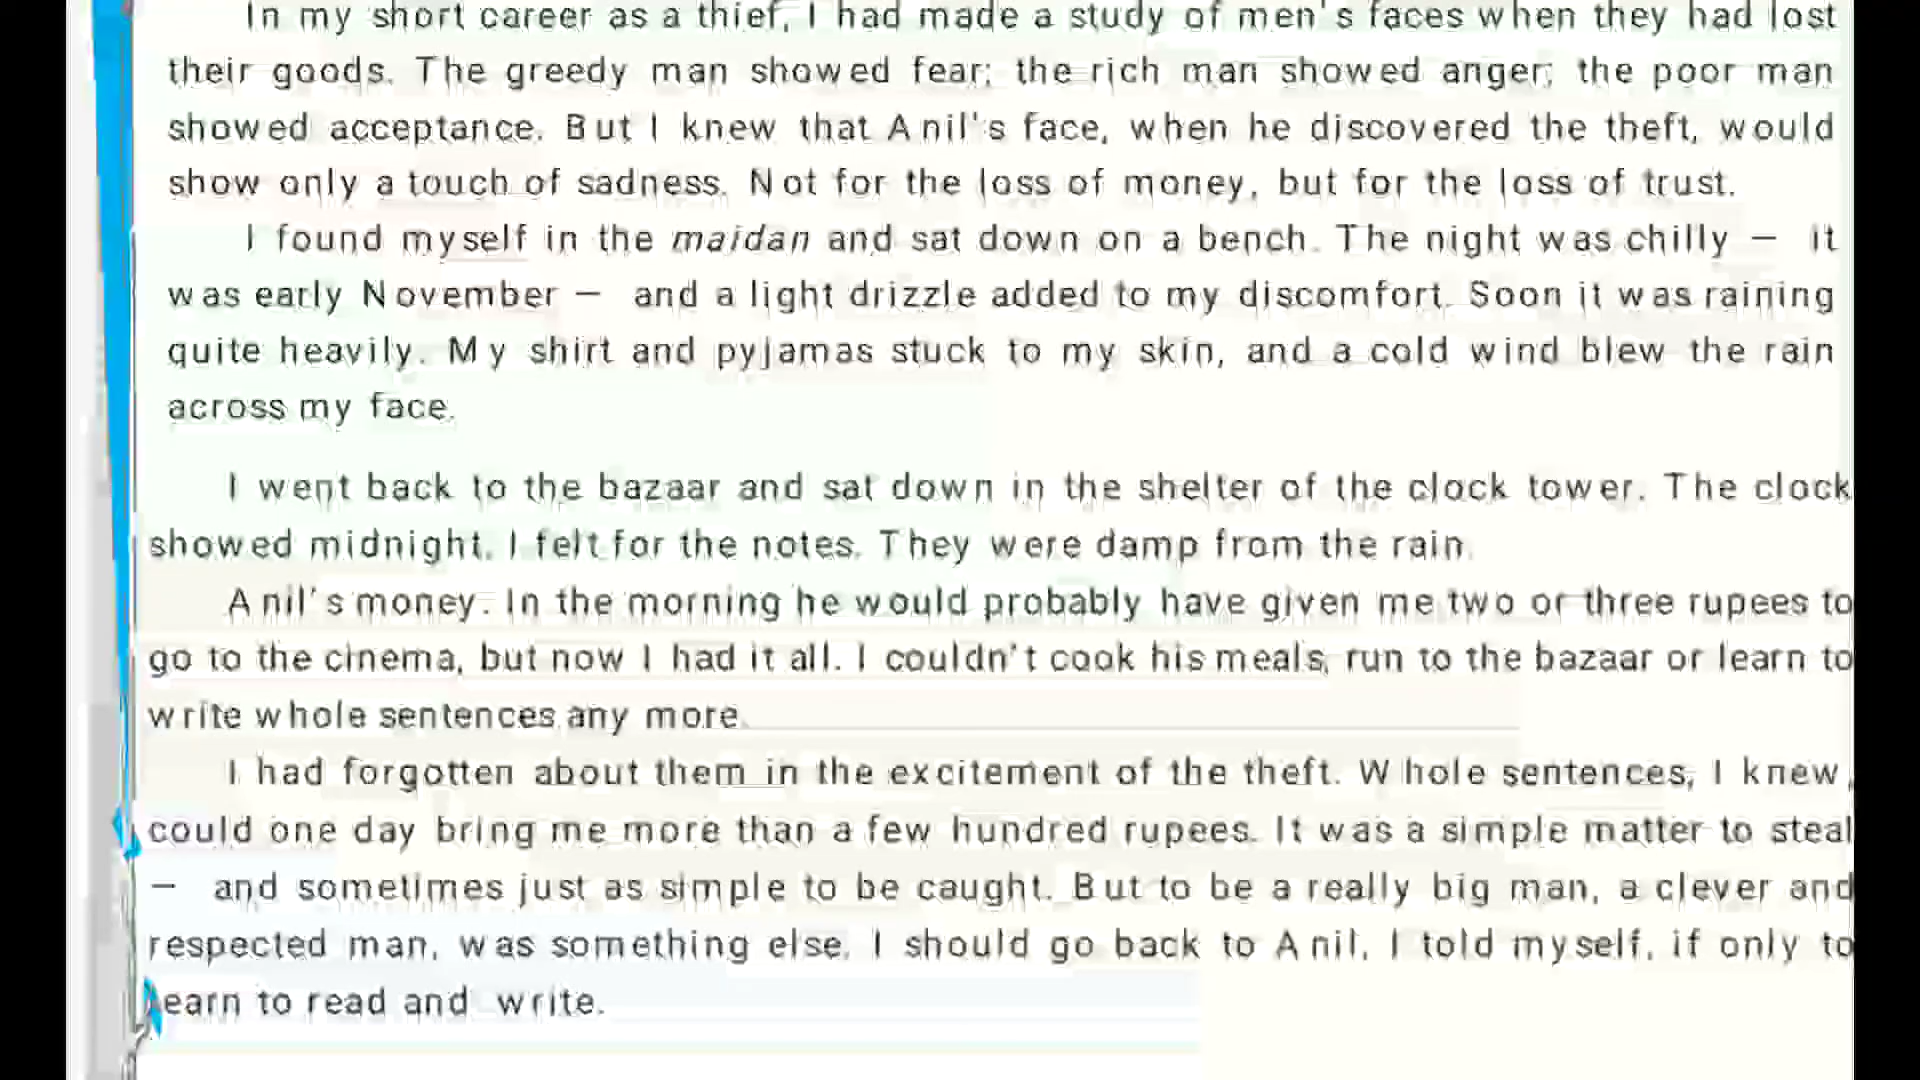 In my short career as a thief, I had made a study of men's faces when they had lost
their goods. The greedy man showed fear; the rich man showed anger; the poor man
showed acceptance. But I knew that Anil's face, when he discovered the theft, would
show only a touch of sadness. Not for the loss of money, but for the loss of trust.
I found myself in the maidan and sat down on a bench. The night was chilly — it
was early November — and a light drizzle added to my discomfort. Soon it was raining
quite heavily. My shirt and pyjamas stuck to my skin, and a cold wind blew the rain
across my face.
I went back to the bazaar and sat down in the shelter of the clock tower. The clock
showed midnight. I felt for the notes. They were damp from the rain.
Anil's money. In the morning he would probably have given me two or three rupees to
go to the cinema, but now I had it all. I couldn't cook his meals, run to the bazaar or learn to
write whole sentences any more.
I had forgotten about them in the excitement of the theft. Whole sentences, I knew,
could one day bring me more than a few hundred rupees. It was a simple matter to steal
— and sometimes just as simple to be caught. But to be a really big man, a clever and
respected man, was something else. I should go back to Anil, I told myself, if only to
learn to read and write.